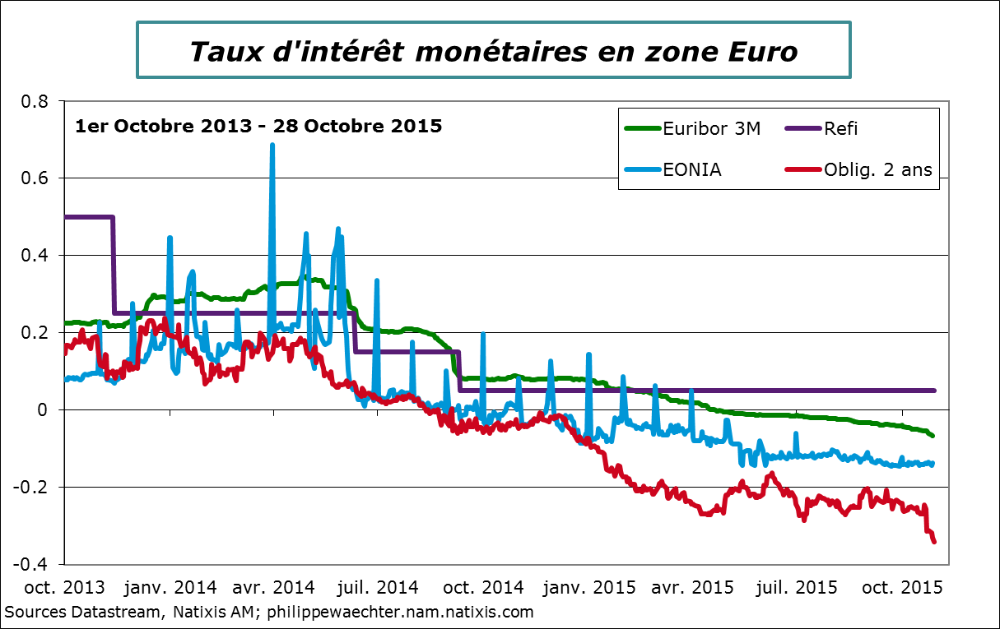 Taux d'intérêt monétaires en zone Euro
0.8
1er Octobre 2013 - 28 Octobre 2015
Euribor 3M
Refi
EONIA
Oblig. 2 ans
0.6
0.4
0.2
0
-0.2
-0.4
oct. 2013 janv. 2014 avr. 2014 juil. 2014 oct. 2014 janv. 2015 avr. 2015 juil. 2015 oct. 2015
Sources Datastream, Natixis AM; philippewaechter.nam.natixis.com